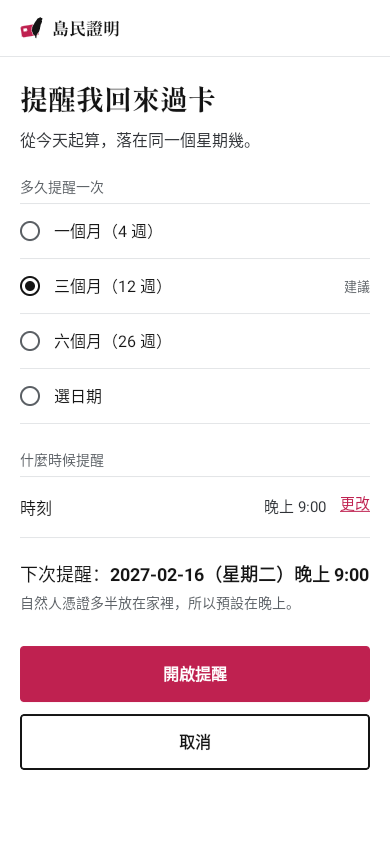 島民證明
提醒我回來過卡
從今天起算，落在同一個星期幾。
多久提醒一次
一個月（4 週）
三個月（12 週） 建議
六個月（26 週）
選日期
什麼時候提醒
時刻 晚上 9:00 更改
下次提醒：2027-02-16（星期二）晚上 9:00
自然人憑證多半放在家裡，所以預設在晚上。
開啟提醒
取消